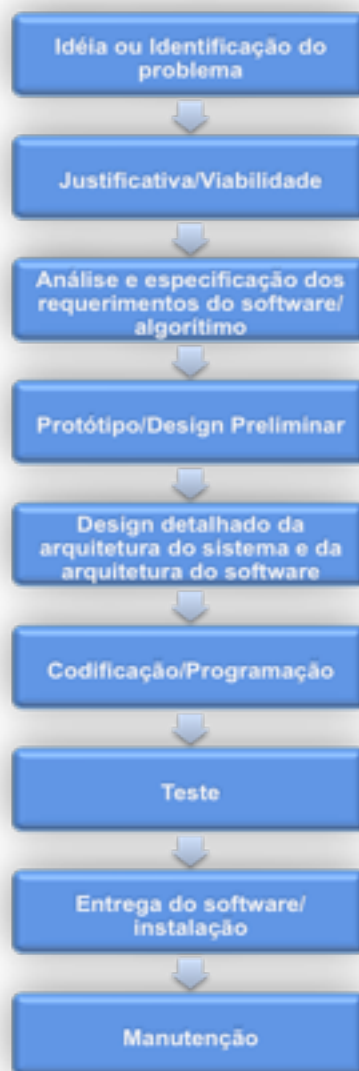 Idéia ou Identificação do
problema
Justificativa/Viabilidade
Análise e especificação dos
requerimentos do software/
algorítimo
Protótipo/Design Preliminar
Design detalhado da
arquitetura do sistema e da
arquitetura do software
Codificação/Programação
Teste
Entrega do software/
instalação
Manutenção